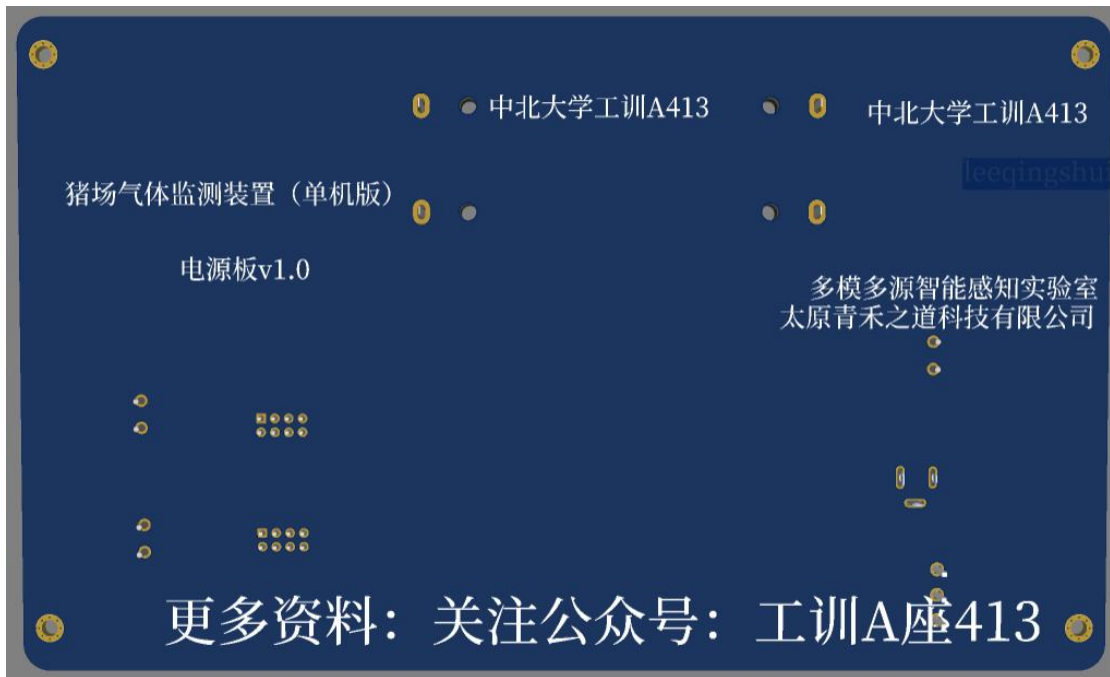 中北大学工训A413
中北大学工训A413
leeqingshu
猪场气体监测装置（单机版）
电源板v1.0
多模多源智能感知实验室
太原青禾之道科技有限公司
更多资料：关注公众号：工训A座413